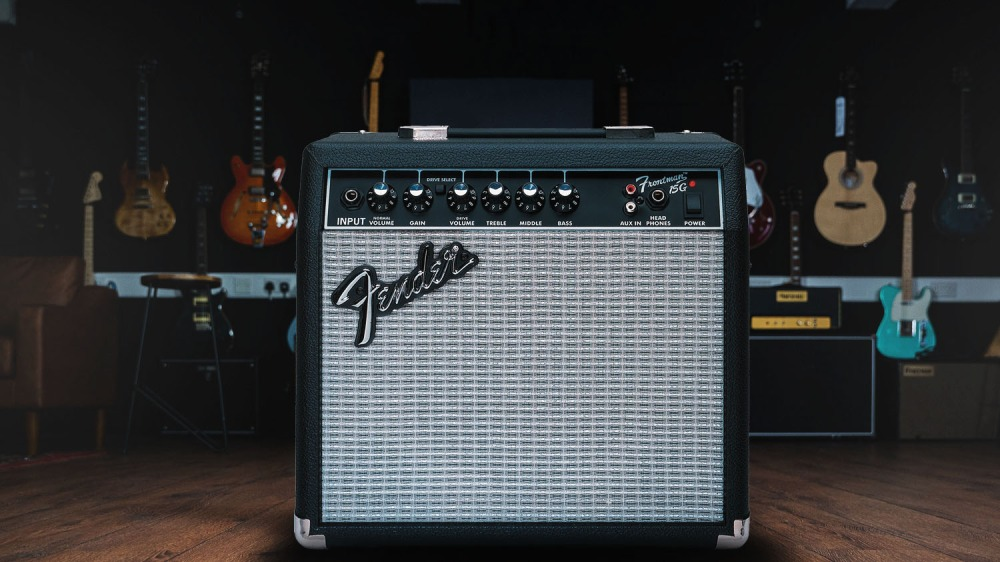 DRIVE SELECT
Frontman
15G
INPUT
NORMAL
VOLUME
GAIN
DRIVE
VOLUME
TREBLE
MIDDLE
BASS
AUX IN
HEAD
PHONES
POWER
Fender